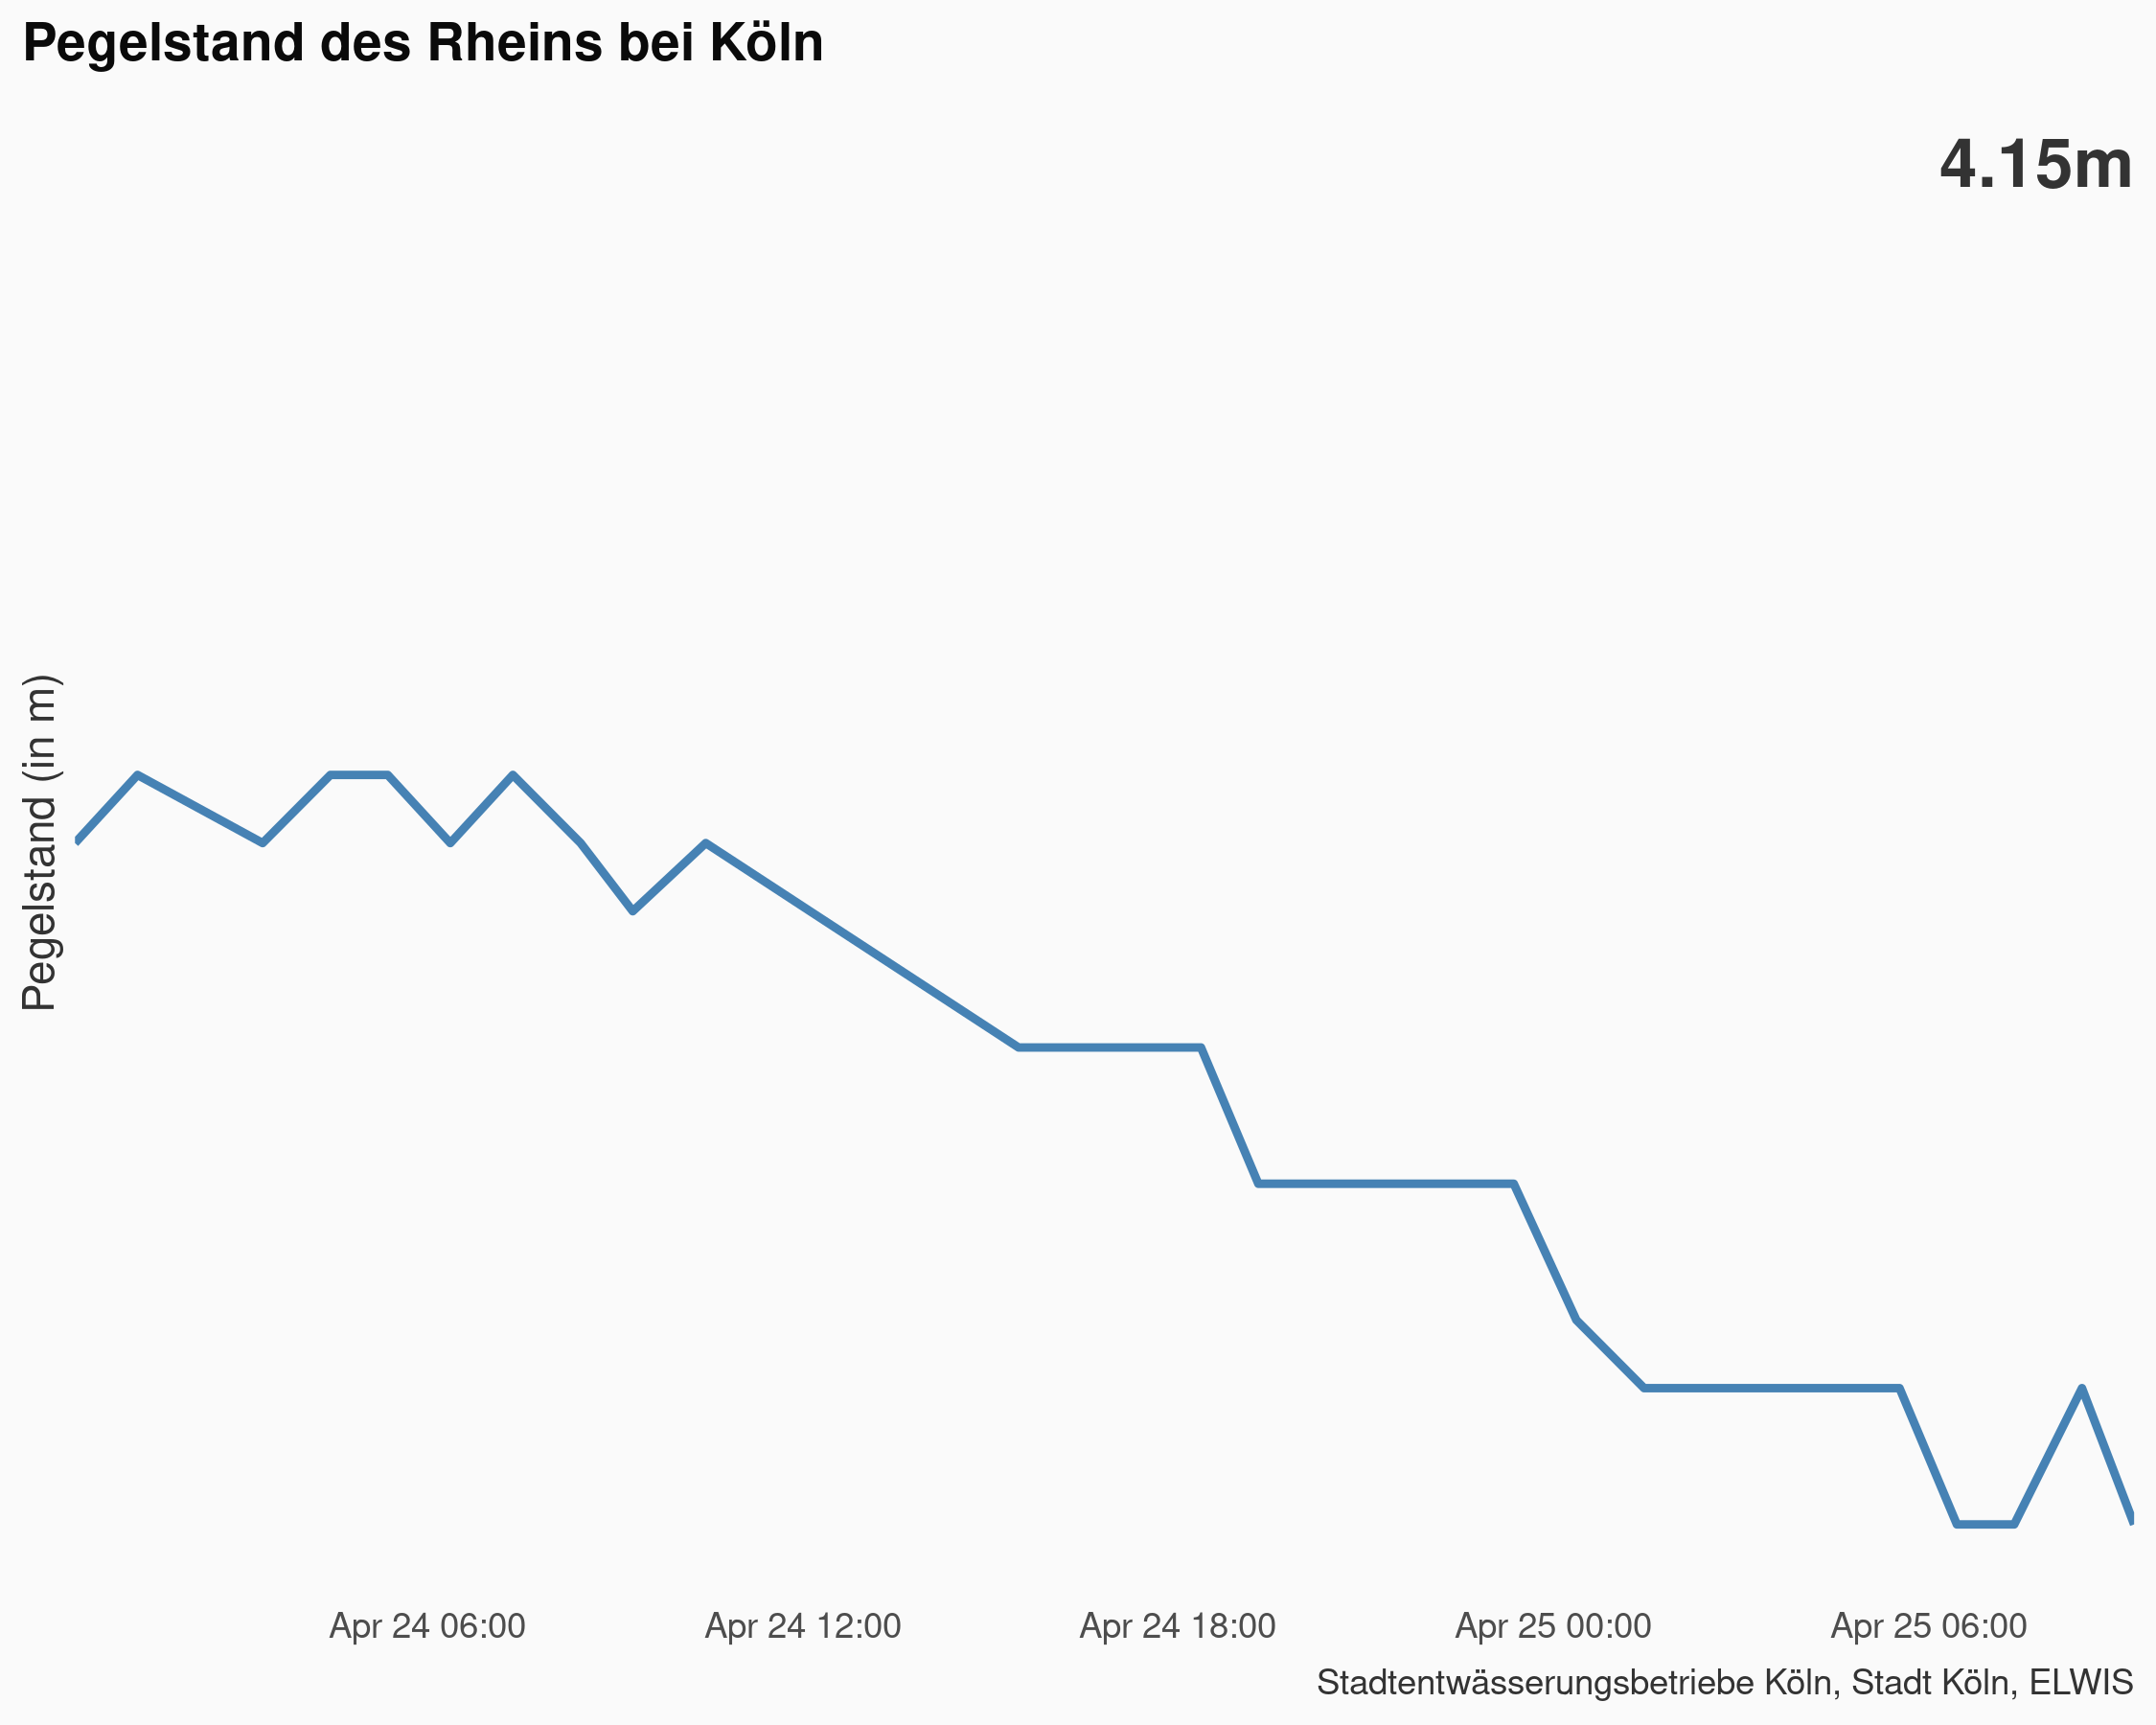 Pegelstand des Rheins bei Köln
4.15m
Pegelstand (in m)
Apr 24 06:00
Apr 24 12:00
Apr 24 18:00
Apr 25 00:00
Apr 25 06:00
Stadtentwässerungsbetriebe Köln, Stadt Köln, ELWIS